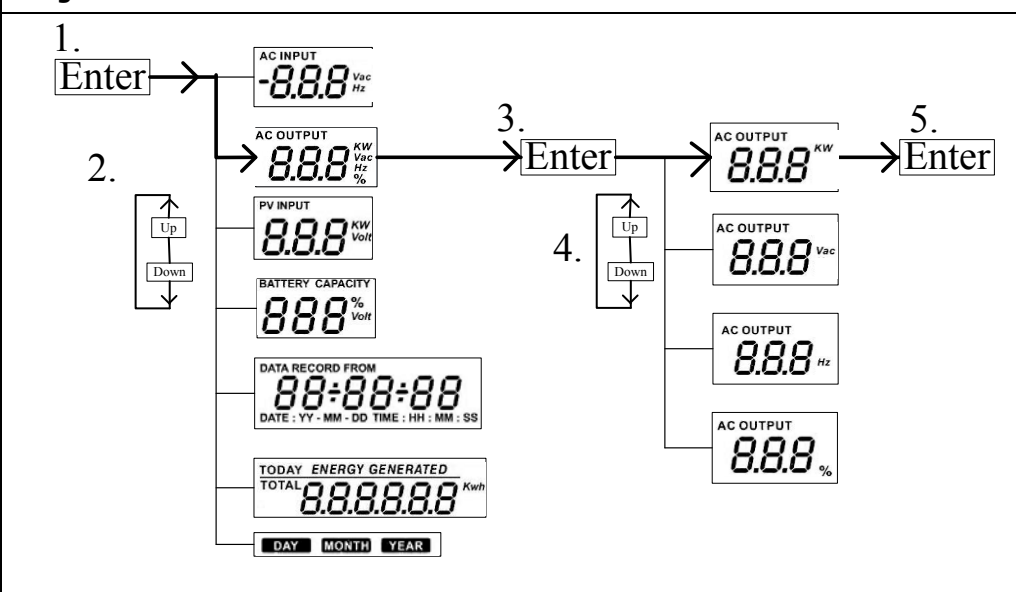 1.
Enter
AC INPUT
-8.8.8 Vac
Hz
2.
Up
Down
AC OUTPUT
8.8.8 KW
Vac
Hz
%
PV INPUT
8.8.8 KW
Volt
BATTERY CAPACITY
888 %
Volt
DATA RECORD FROM
88÷88÷88
DATE : YY - MM - DD TIME : HH : MM : SS
TODAY ENERGY GENERATED
TOTAL 8.8.8.8.8.8 Kwh
DAY MONTH YEAR
3.
Enter
4.
Up
Down
AC OUTPUT
8.8.8 KW
AC OUTPUT
8.8.8 Vac
AC OUTPUT
8.8.8 Hz
AC OUTPUT
8.8.8 %
5.
Enter